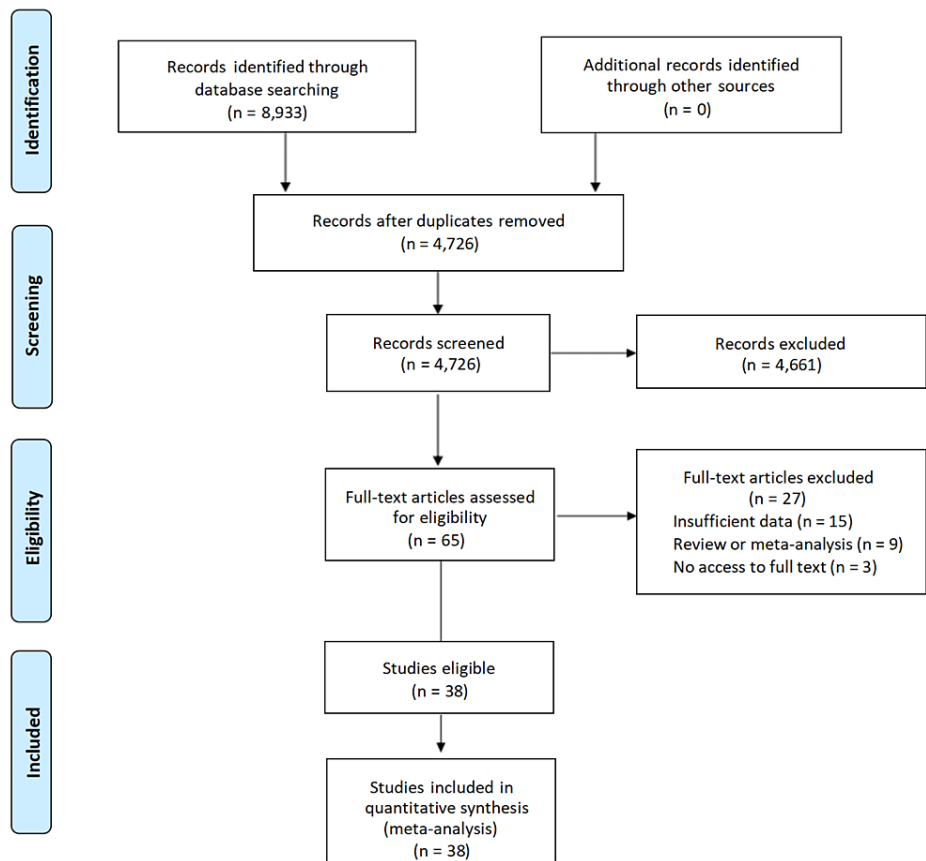 Identification
Records identified through
database searching
(n = 8,933)
Additional records identified
through other sources
(n = 0)
Records after duplicates removed
(n = 4,726)
Screening
Records screened
(n = 4,726)
Records excluded
(n = 4,661)
Eligibility
Full-text articles assessed
for eligibility
(n = 65)
Full-text articles excluded
(n = 27)
Insufficient data (n = 15)
Review or meta-analysis (n = 9)
No access to full text (n = 3)
Included
Studies eligible
(n = 38)
Studies included in
quantitative synthesis
(meta-analysis)
(n = 38)